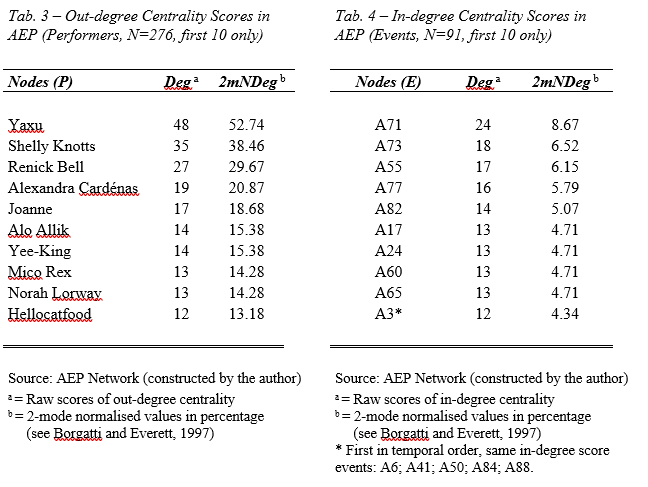 Tab. 3 – Out-degree Centrality Scores in
AEP (Performers, N=276, first 10 only)
Nodes (P) Deg a 2mNDeg b
Yaxu 48 52.74
Shelly Knotts 35 38.46
Renick Bell 27 29.67
Alexandra Cardénas 19 20.87
Joanne 17 18.68
Alo Allik 14 15.38
Yee-King 14 15.38
Mico Rex 13 14.28
Norah Lorway 13 14.28
Hellocatfood 12 13.18
Source: AEP Network (constructed by the author)
a = Raw scores of out-degree centrality
b = 2-mode normalised values in percentage
(see Borgatti and Everett, 1997)
Tab. 4 – In-degree Centrality Scores in
AEP (Events, N=91, first 10 only)
Nodes (E) Deg a 2mNDeg b
A71 24 8.67
A73 18 6.52
A55 17 6.15
A77 16 5.79
A82 14 5.07
A17 13 4.71
A24 13 4.71
A60 13 4.71
A65 13 4.71
A3* 12 4.34
Source: AEP Network (constructed by the author)
a = Raw scores of in-degree centrality
b = 2-mode normalised values in percentage
(see Borgatti and Everett, 1997)
* First in temporal order, same in-degree score
events: A6; A41; A50; A84; A88.